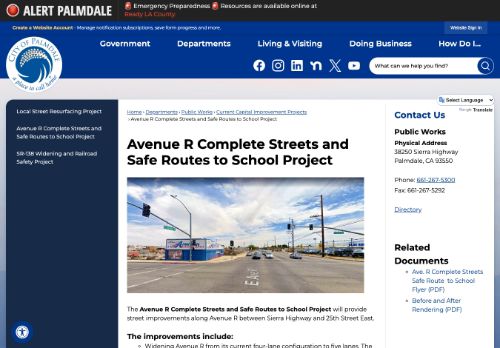 ALERT PALMDALE
🚨 Emergency Preparedness 🚨 Resources are available online at
Ready LA County.
Create a Website Account - Manage notification subscriptions, save form progress and more.
Website Sign In
CITY OF PALMDALE
a place to call home
Government
Departments
Living & Visiting
Doing Business
How Do I...
What can we help you find?
Select Language
Google Translate
Local Street Resurfacing Project
Avenue R Complete Streets and
Safe Routes to School Project
SR-138 Widening and Railroad
Safety Project
Home › Departments › Public Works › Current Capital Improvement Projects
› Avenue R Complete Streets and Safe Routes to School Project
Avenue R Complete Streets and
Safe Routes to School Project
The Avenue R Complete Streets and Safe Routes to School Project will provide
street improvements along Avenue R between Sierra Highway and 25th Street East.
The improvements include:
Widening Avenue R from its current four-lane configuration to five lanes. The
Contact Us
Public Works
Physical Address
38250 Sierra Highway
Palmdale, CA 93550
Phone: 661-267-5300
Fax: 661-267-5292
Directory
Related
Documents
Ave. R Complete Streets
Safe Route to School
Flyer (PDF)
Before and After
Rendering (PDF)